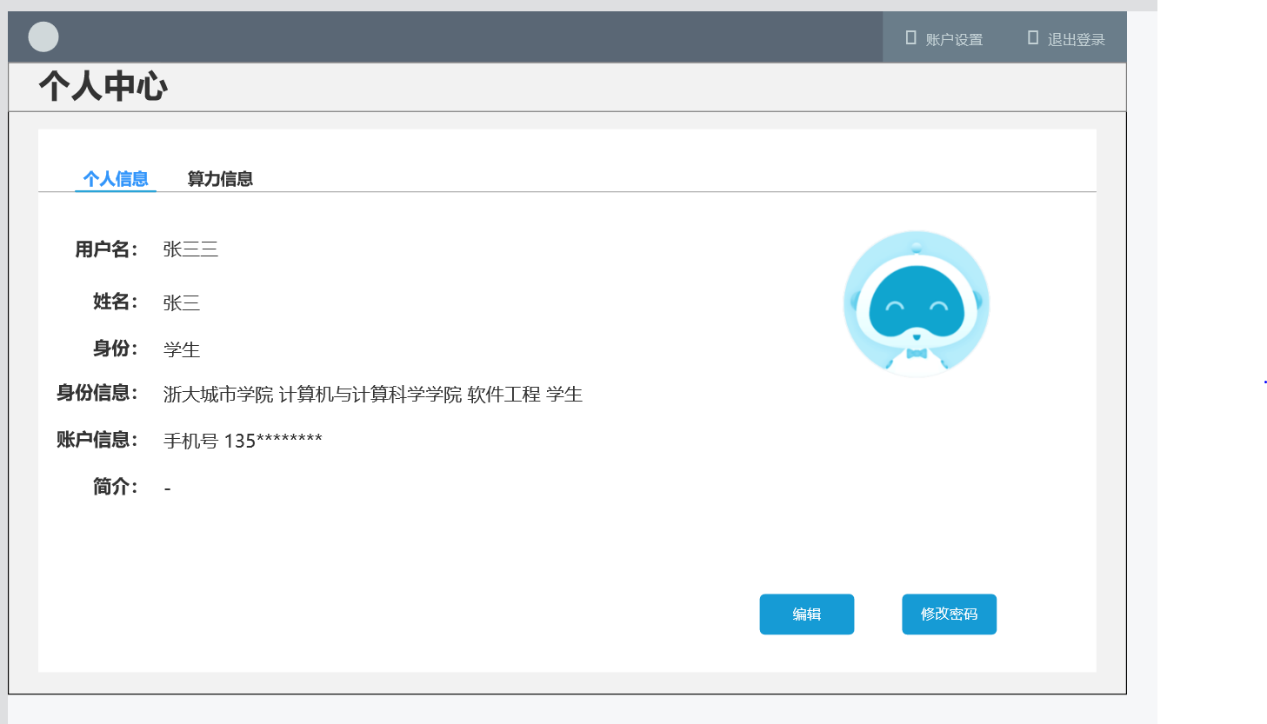 账户设置 退出登录
个人中心
个人信息 算力信息
用户名： 张三三
姓名： 张三
身份： 学生
身份信息： 浙大城市学院 计算机与计算科学学院 软件工程 学生
账户信息： 手机号 135********
简介： -
编辑 修改密码